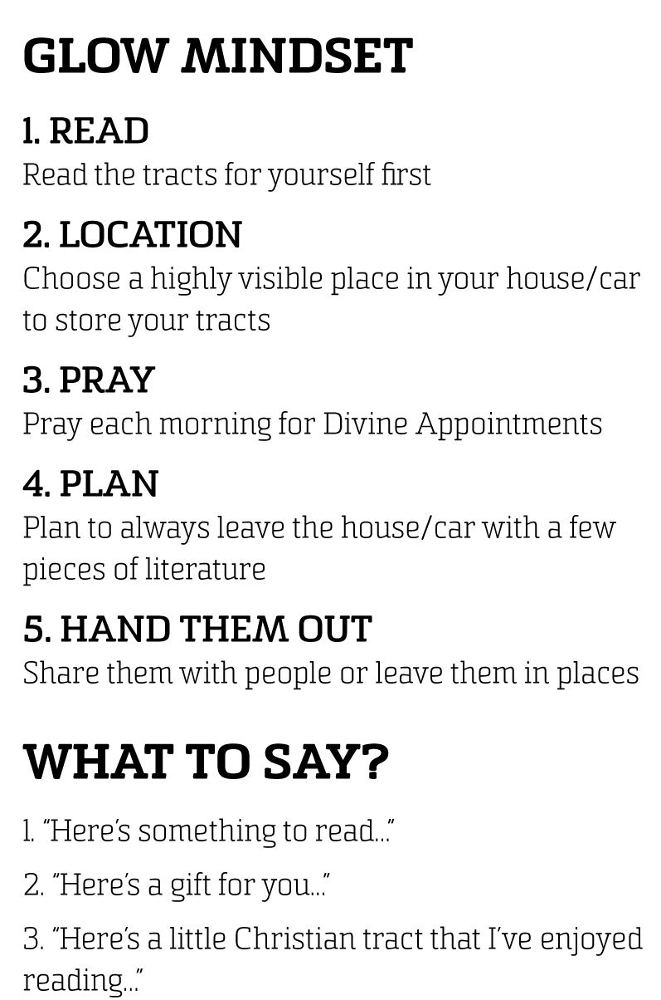 GLOW MINDSET
1. READ
Read the tracts for yourself first
2. LOCATION
Choose a highly visible place in your house/car
to store your tracts
3. PRAY
Pray each morning for Divine Appointments
4. PLAN
Plan to always leave the house/car with a few
pieces of literature
5. HAND THEM OUT
Share them with people or leave them in places
WHAT TO SAY?
1. “Here’s something to read...”
2. “Here’s a gift for you...”
3. “Here’s a little Christian tract that I’ve enjoyed
reading...”